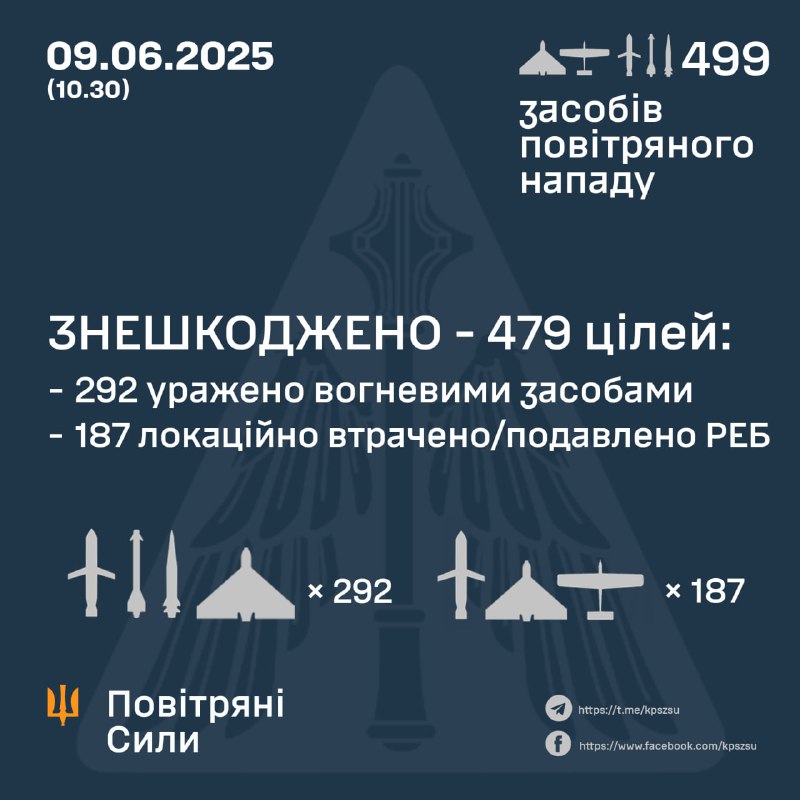 09.06.2025
(10.30)
499
засобів
повітряного
нападу
ЗНЕШКОДЖЕНО - 479 цілей:
- 292 уражено вогневими засобами
- 187 локаційно втрачено/подавлено РЕБ
× 292
× 187
Повітряні
Сили
https://t.me/kpszsu
https://www.facebook.com/kpszsu